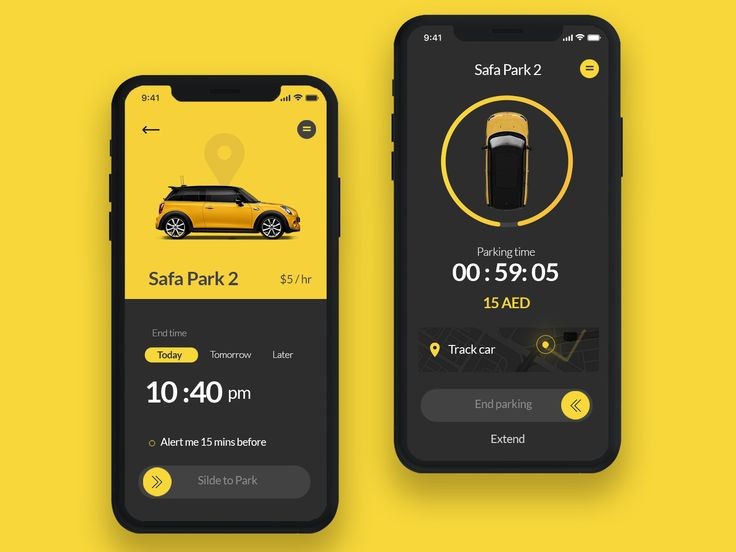 9:41
Safa Park 2
$5 / hr
End time
Today Tomorrow Later
10 :40 pm
Alert me 15 mins before
Silde to Park
9:41
Safa Park 2
Parking time
00 : 59: 05
15 AED
Track car
End parking
Extend